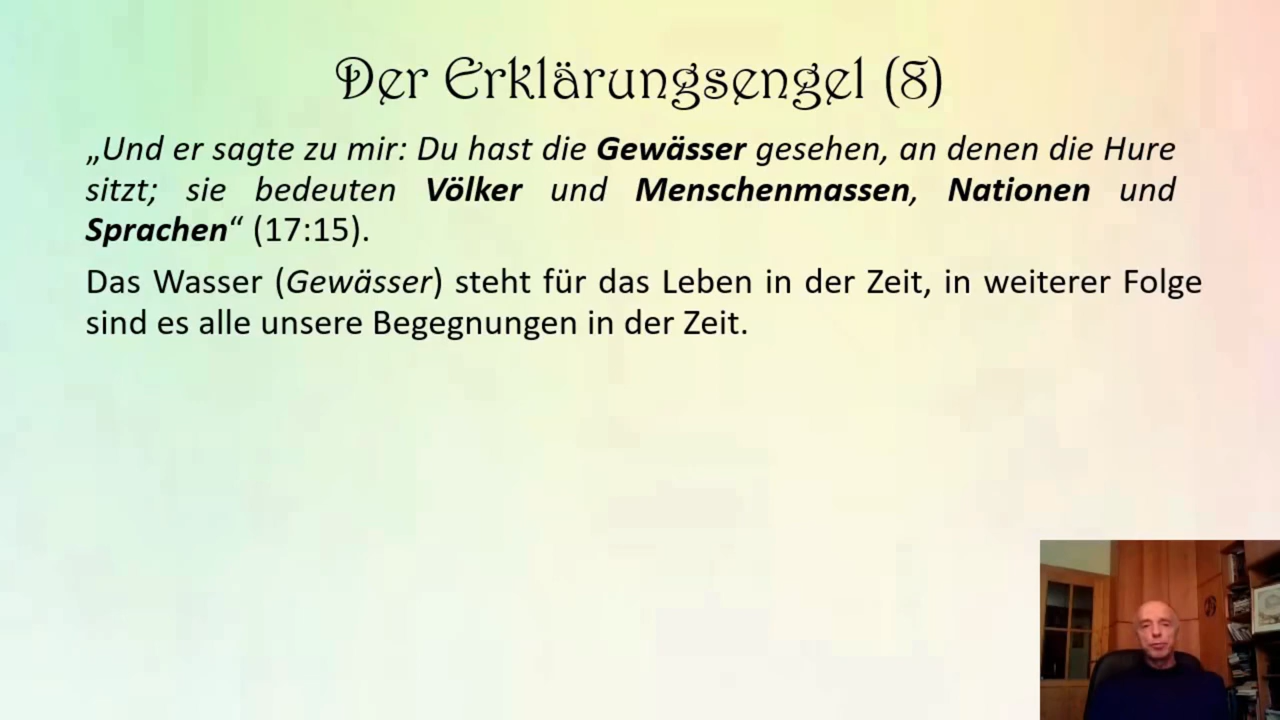 Der Erklärungsengel (8)
„Und er sagte zu mir: Du hast die Gewässer gesehen, an denen die Hure
sitzt; sie bedeuten Völker und Menschenmassen, Nationen und
Sprachen“ (17:15).
Das Wasser (Gewässer) steht für das Leben in der Zeit, in weiterer Folge
sind es alle unsere Begegnungen in der Zeit.